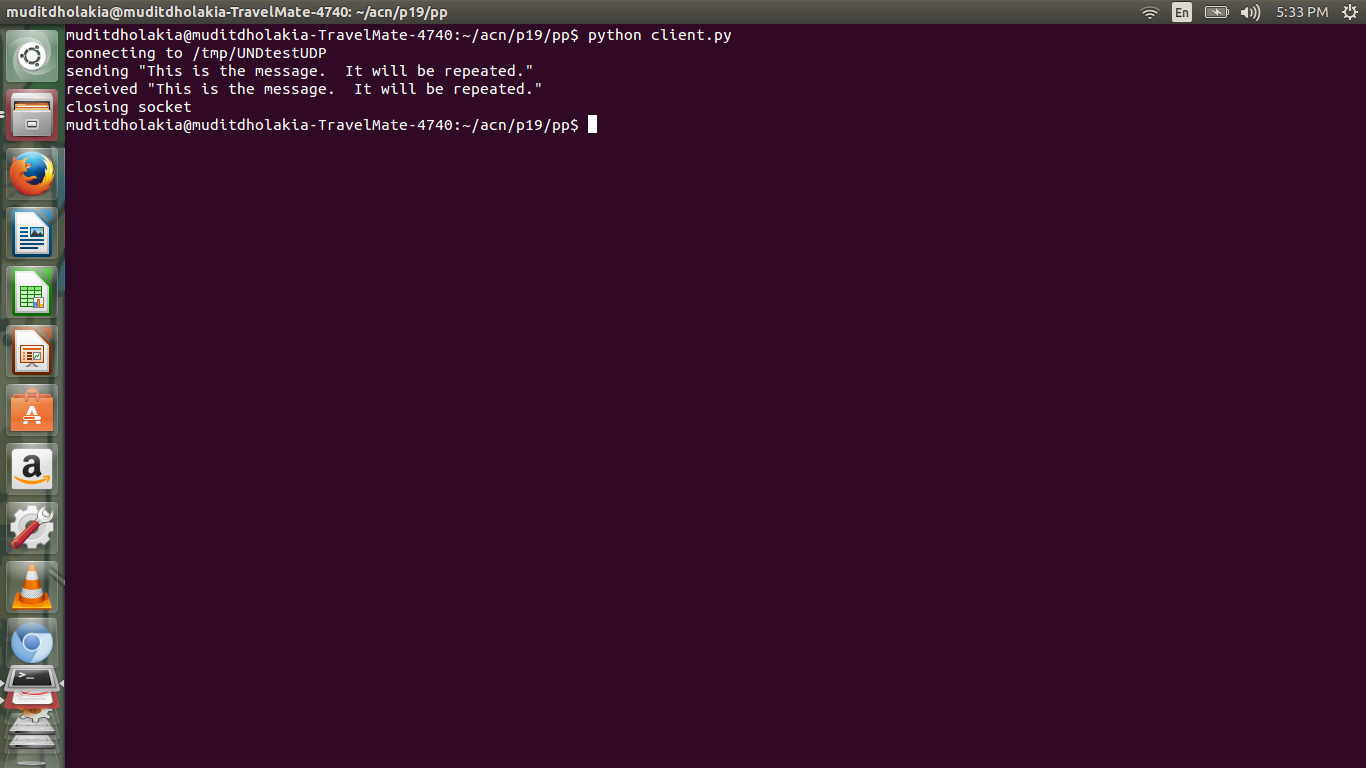 muditdholakia@muditdholakia-TravelMate-4740: ~/acn/p19/pp
En
5:33 PM
muditdholakia@muditdholakia-TravelMate-4740:~/acn/p19/pp$ python client.py
connecting to /tmp/UNDtestUDP
sending "This is the message.  It will be repeated."
received "This is the message.  It will be repeated."
closing socket
muditdholakia@muditdholakia-TravelMate-4740:~/acn/p19/pp$
A
a
>_